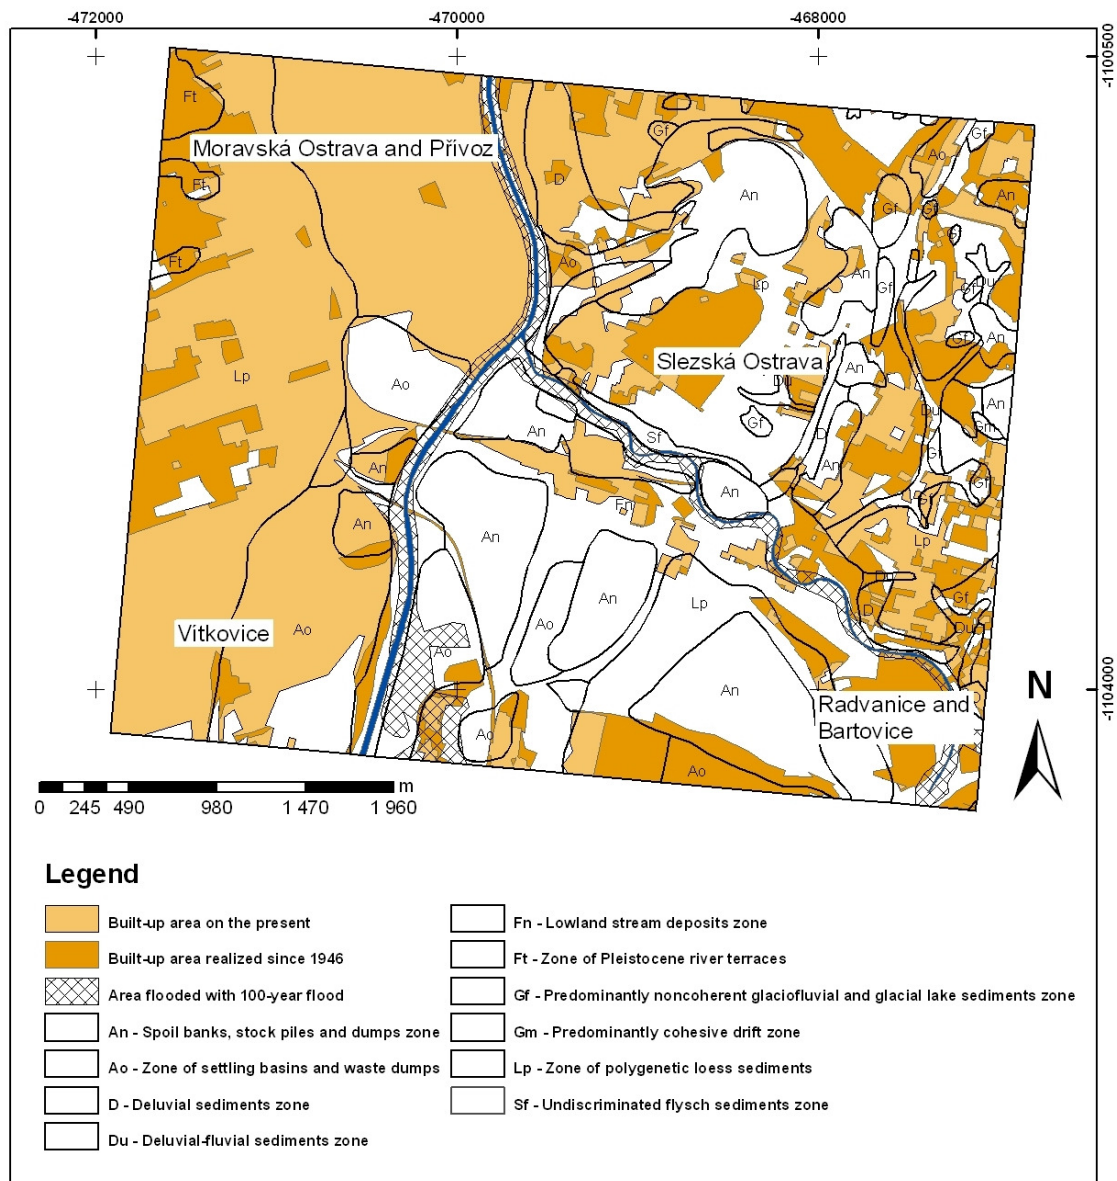 -472000 -470000 -468000
-1100500
Ft
Gf
Gf
Moravská Ostrava and Přívoz
Ao
D
Ft
An
An
Gf
Gf
Ft
Ao
An
D
Lp
Gf
Gf
Du
An
Gf
Slezská Ostrava
Lp
An
Ao
Du
An
Du
Gf
Gm
An
Sf
D
An
Gf
An
Gf
Fn
An
An
Lp
Du
An
Lp
Gf
Ao
D
Vítkovice
Ao
Du
Ao
An
-1104000
N
Radvanice and
Bartovice
Ao
Ao
m
0 245 490 980 1 470 1 960
Legend
Built-up area on the present
Built-up area realized since 1946
Area flooded with 100-year flood
An - Spoil banks, stock piles and dumps zone
Ao - Zone of settling basins and waste dumps
D - Deluvial sediments zone
Du - Deluvial-fluvial sediments zone
Fn - Lowland stream deposits zone
Ft - Zone of Pleistocene river terraces
Gf - Predominantly noncoherent glaciofluvial and glacial lake sediments zone
Gm - Predominantly cohesive drift zone
Lp - Zone of polygenetic loess sediments
Sf - Undiscriminated flysch sediments zone